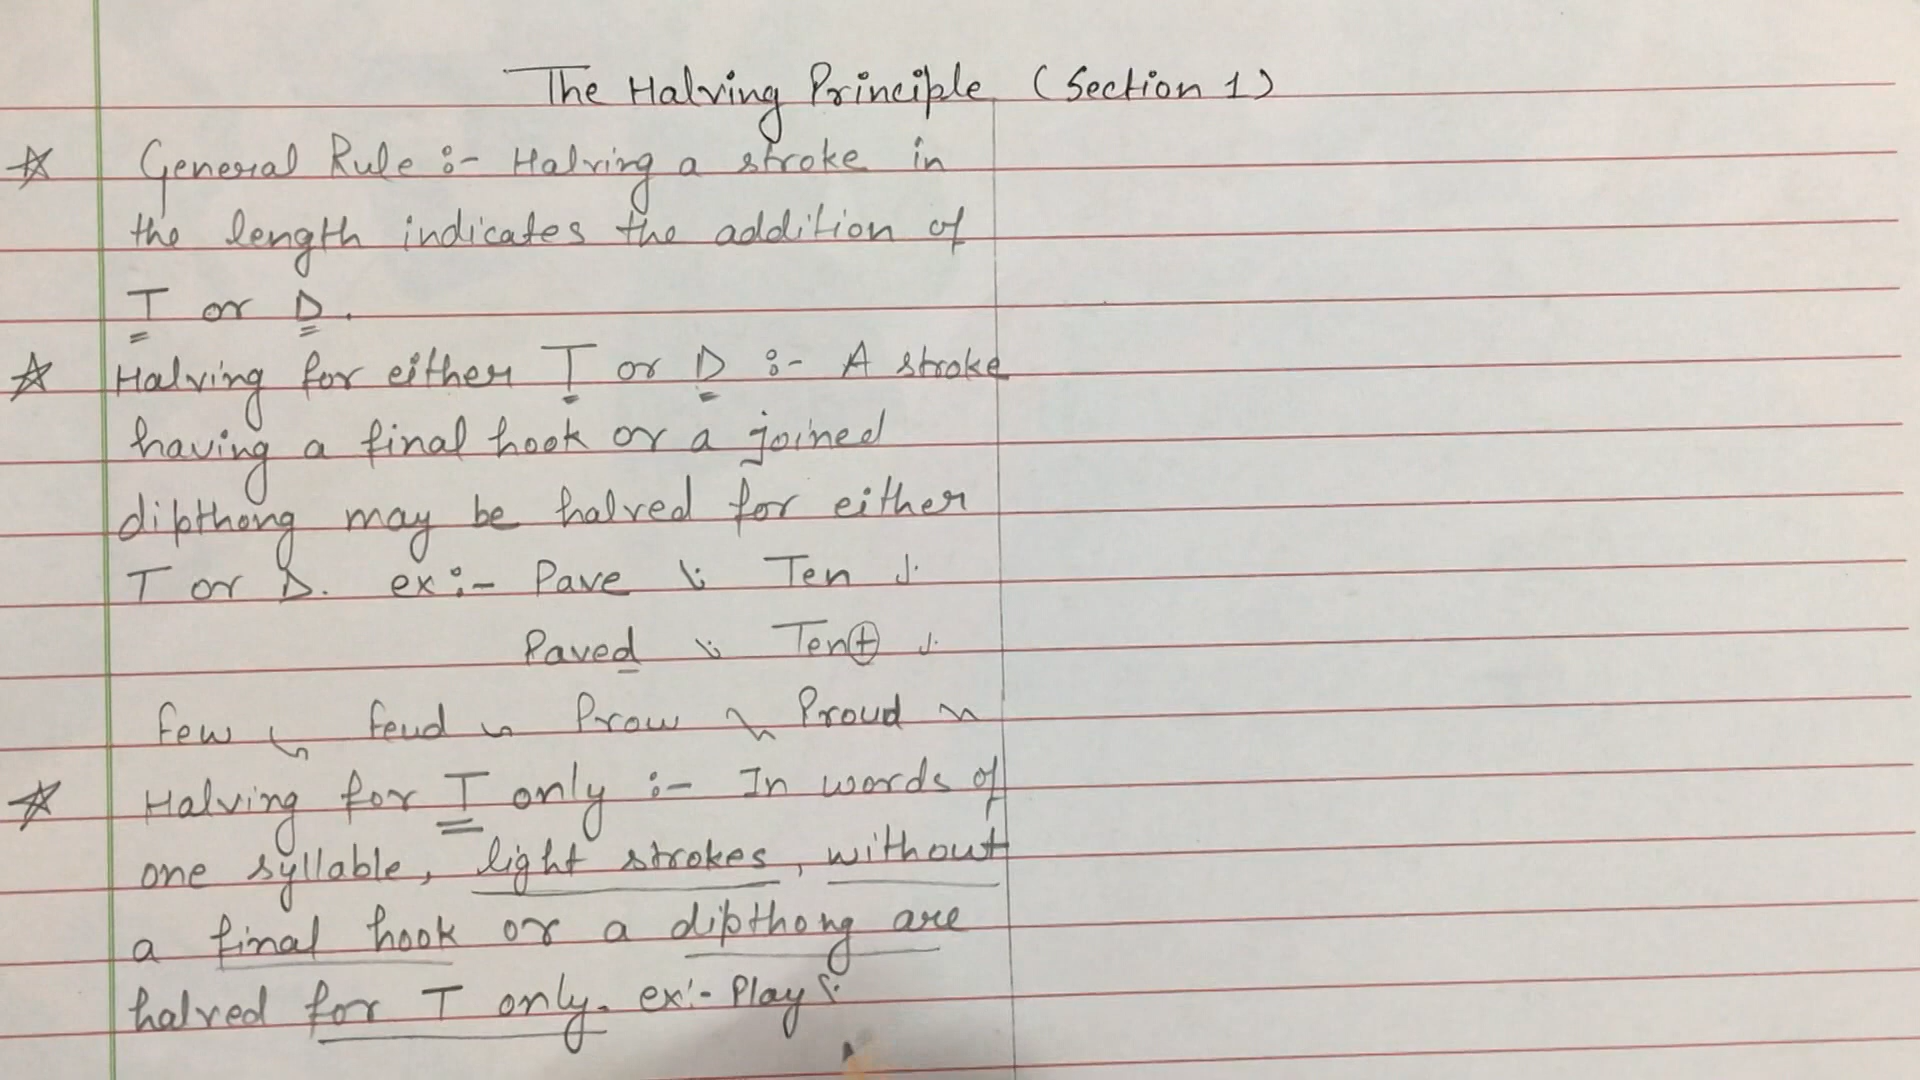 The Halving Principle (Section 1)
General Rule :- Halving a stroke in
the length indicates the addition of
T or D.
Halving for either T or D :- A stroke
having a final hook or a joined
dipthong may be halved for either
T or D. ex:- Pave Ten
Paved Tent
few feud Prow Proud
Halving for T only :- In words of
one syllable, light strokes, without
a final hook or a dipthong are
halved for T only. ex:- Play